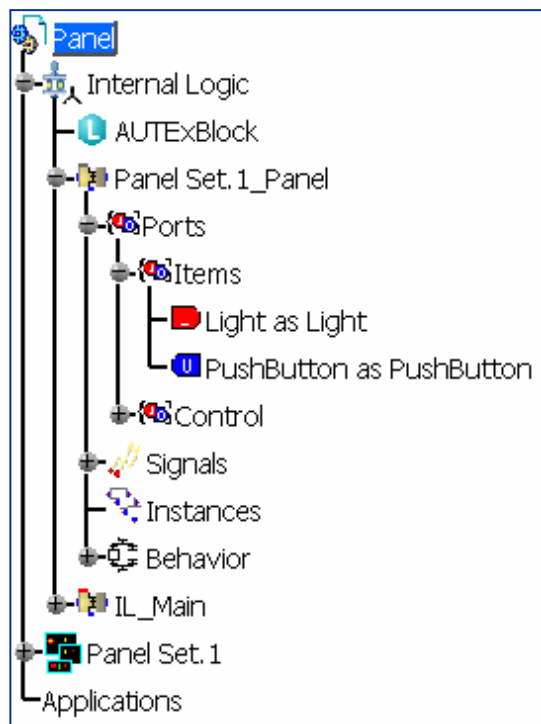 Panel
Internal Logic
L AUTExBlock
Panel Set.1_Panel
Ports
Items
Light as Light
U PushButton as PushButton
Control
Signals
Instances
Behavior
IL_Main
Panel Set.1
Applications